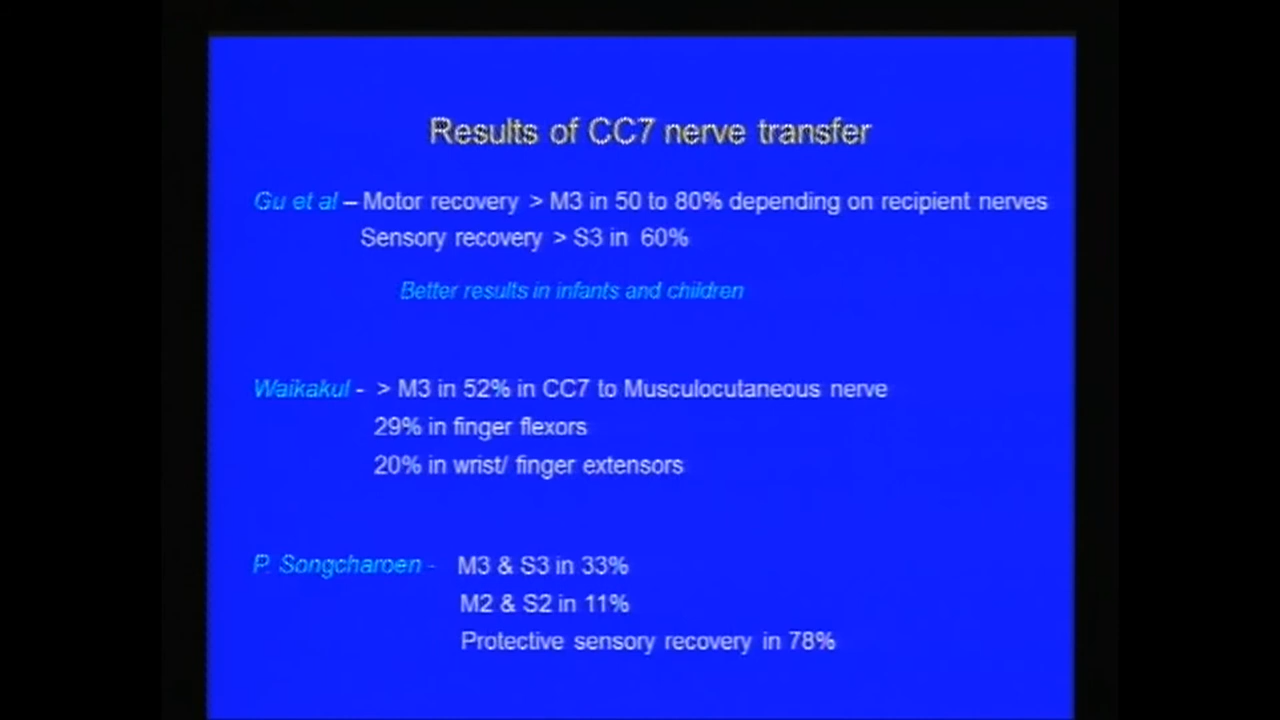 Results of CC7 nerve transfer
Gu et al – Motor recovery > M3 in 50 to 80% depending on recipient nerves
Sensory recovery > S3 in 60%
Better results in infants and children
Waikakul - > M3 in 52% in CC7 to Musculocutaneous nerve
29% in finger flexors
20% in wrist/ finger extensors
P. Songcharoen - M3 & S3 in 33%
M2 & S2 in 11%
Protective sensory recovery in 78%